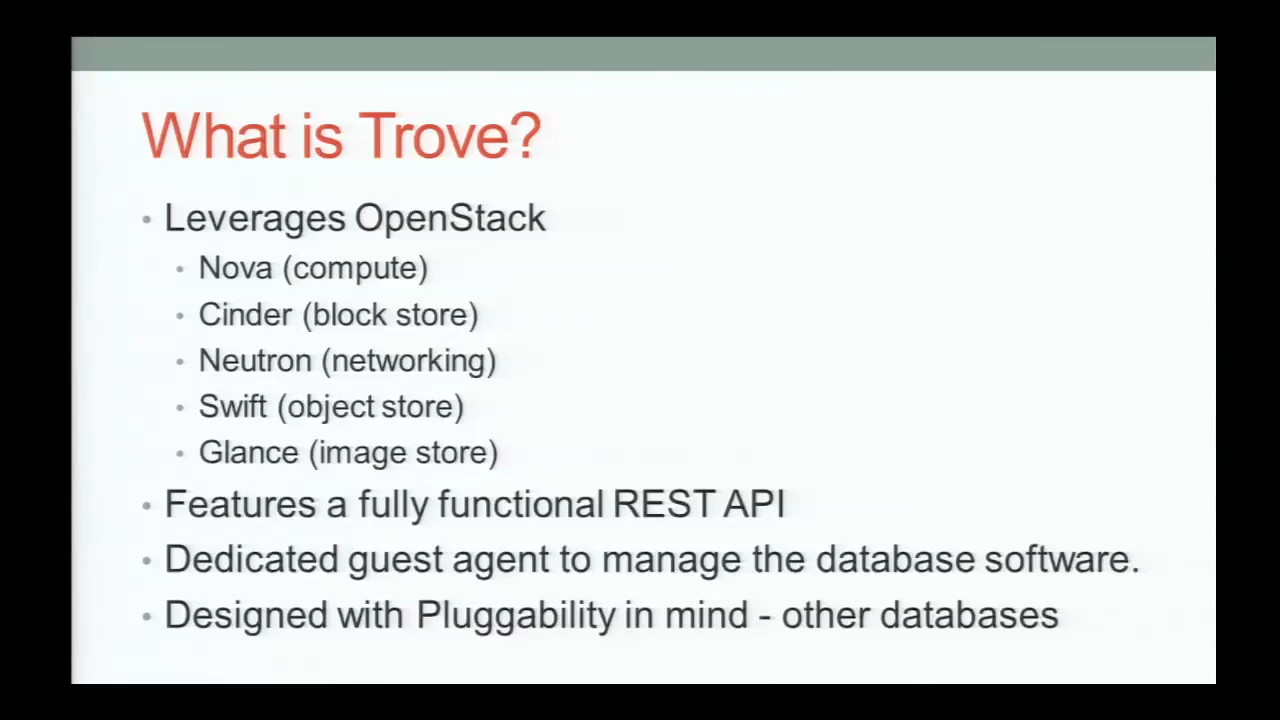 What is Trove?
• Leverages OpenStack
• Nova (compute)
• Cinder (block store)
• Neutron (networking)
• Swift (object store)
• Glance (image store)
• Features a fully functional REST API
• Dedicated guest agent to manage the database software.
• Designed with Pluggability in mind - other databases